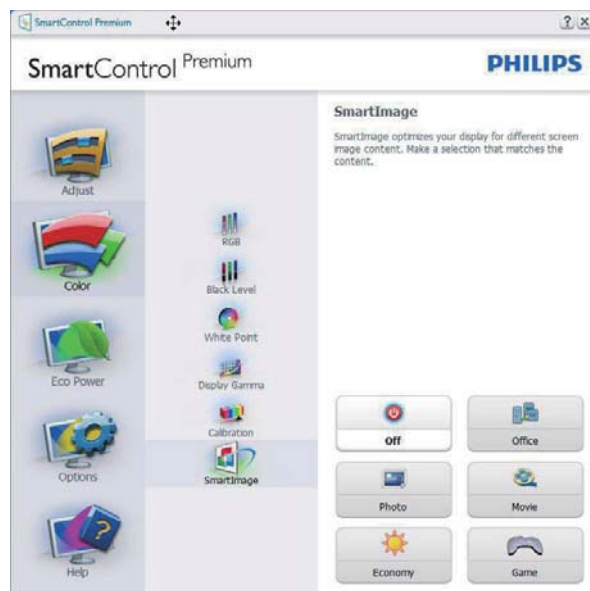 SmartControl Premium
SmartControl Premium
PHILIPS
Adjust
Color
Eco Power
Options
Help
RGB
Black Level
White Point
Display Gamma
Calibration
SmartImage
SmartImage
SmartImage optimizes your display for different screen
image content. Make a selection that matches the
content.
Off
Office
Photo
Movie
Economy
Game